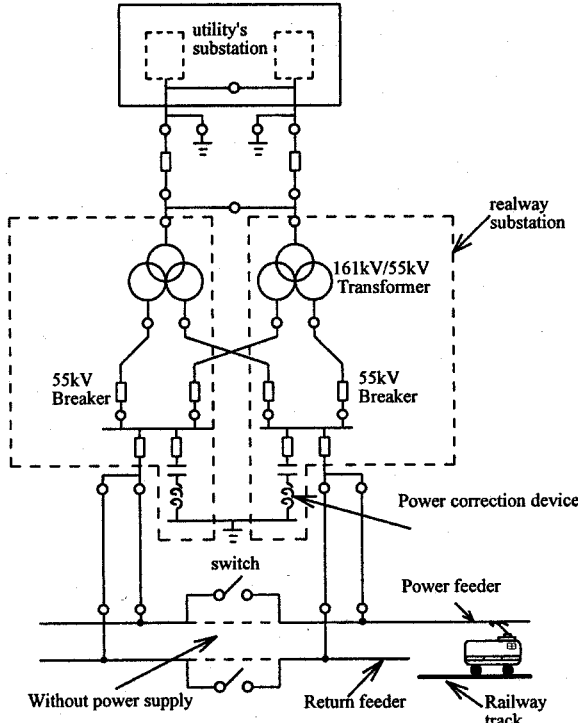 utility's
substation
realway
substation
161kV/55kV
Transformer
55kV
Breaker
55kV
Breaker
Power correction device
switch
Power feeder
Without power supply
Return feeder
Railway
track